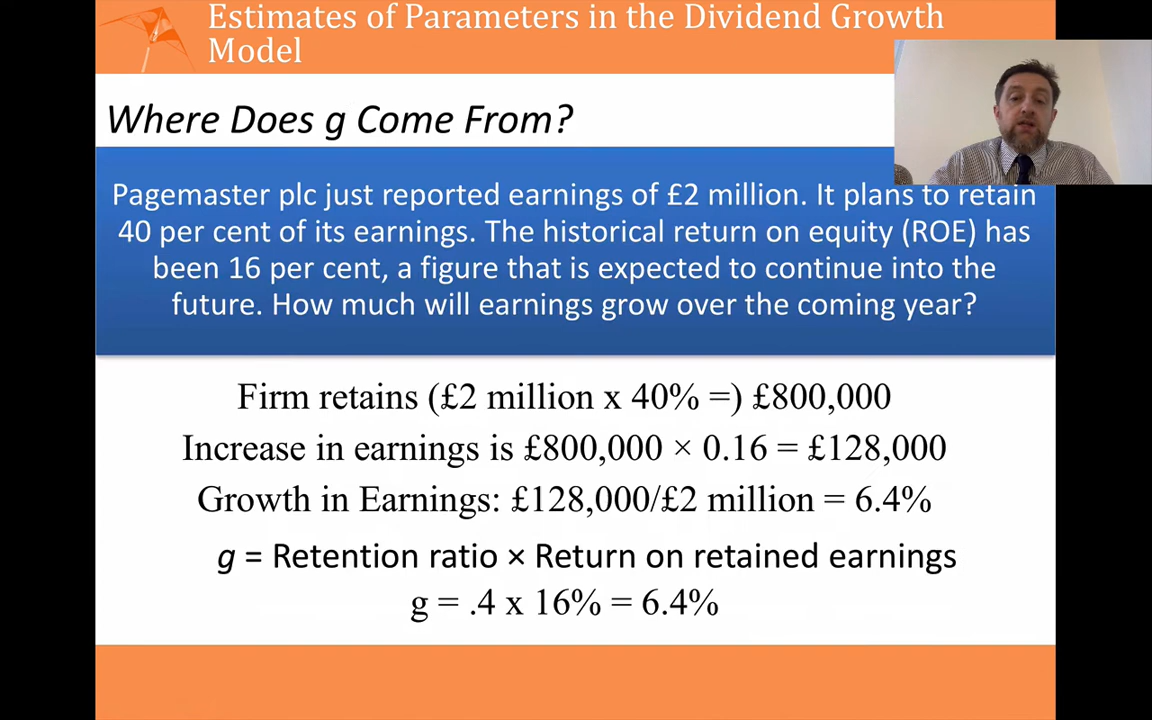 Estimates of Parameters in the Dividend Growth
Model
Where Does g Come From?
Pagemaster plc just reported earnings of £2 million. It plans to retain
40 per cent of its earnings. The historical return on equity (ROE) has
been 16 per cent, a figure that is expected to continue into the
future. How much will earnings grow over the coming year?
Firm retains (£2 million x 40% =) £800,000
Increase in earnings is £800,000 × 0.16 = £128,000
Growth in Earnings: £128,000/£2 million = 6.4%
g = Retention ratio × Return on retained earnings
g = .4 x 16% = 6.4%